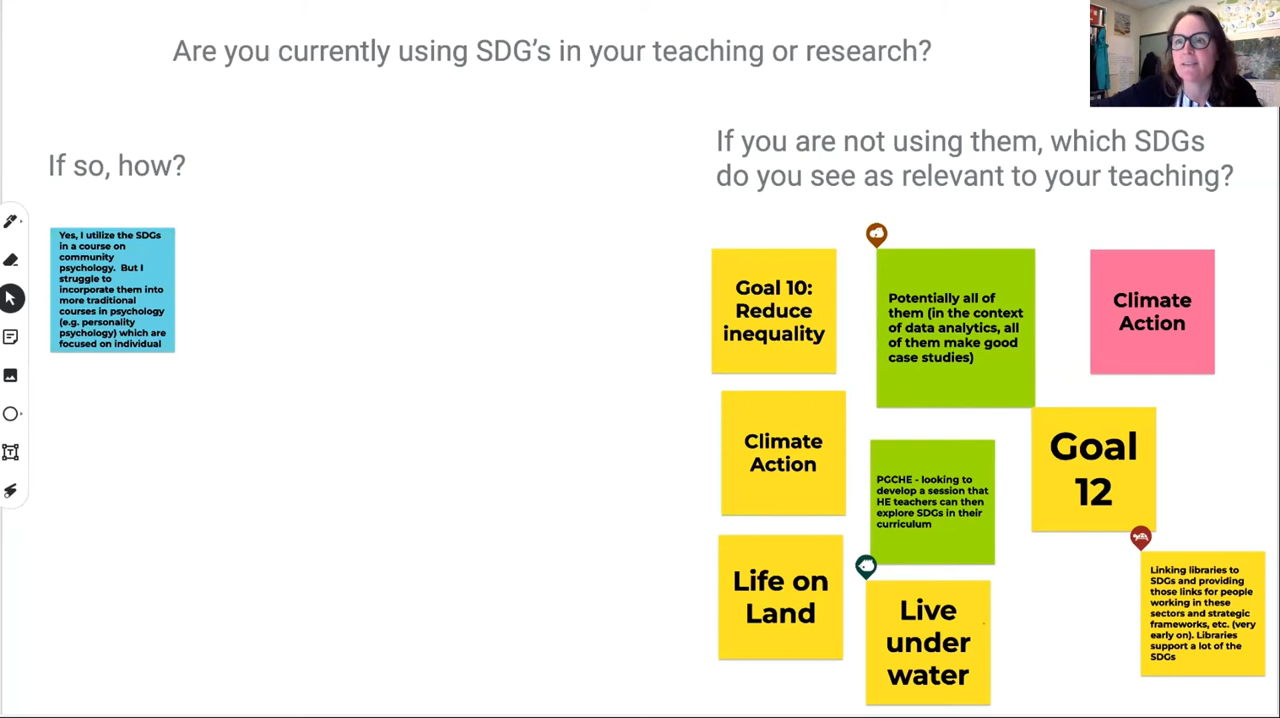 Are you currently using SDG's in your teaching or research?
If so, how?
Yes, I utilize the SDGs
in a course on
community
psychology. But I
struggle to
incorporate them into
more traditional
courses in psychology
(e.g. personality
psychology) which are
focused on individual
If you are not using them, which SDGs
do you see as relevant to your teaching?
Goal 10:
Reduce
inequality
Potentially all of
them (in the context
of data analytics, all
of them make good
case studies)
Climate
Action
Climate
Action
PGCHE - looking to
develop a session that
HE teachers can then
explore SDGs in their
curriculum
Goal
12
Life on
Land
Live
under
water
Linking libraries to
SDGs and providing
those links for people
working in these
sectors and strategic
frameworks, etc. (very
early on). Libraries
support a lot of the
SDGs